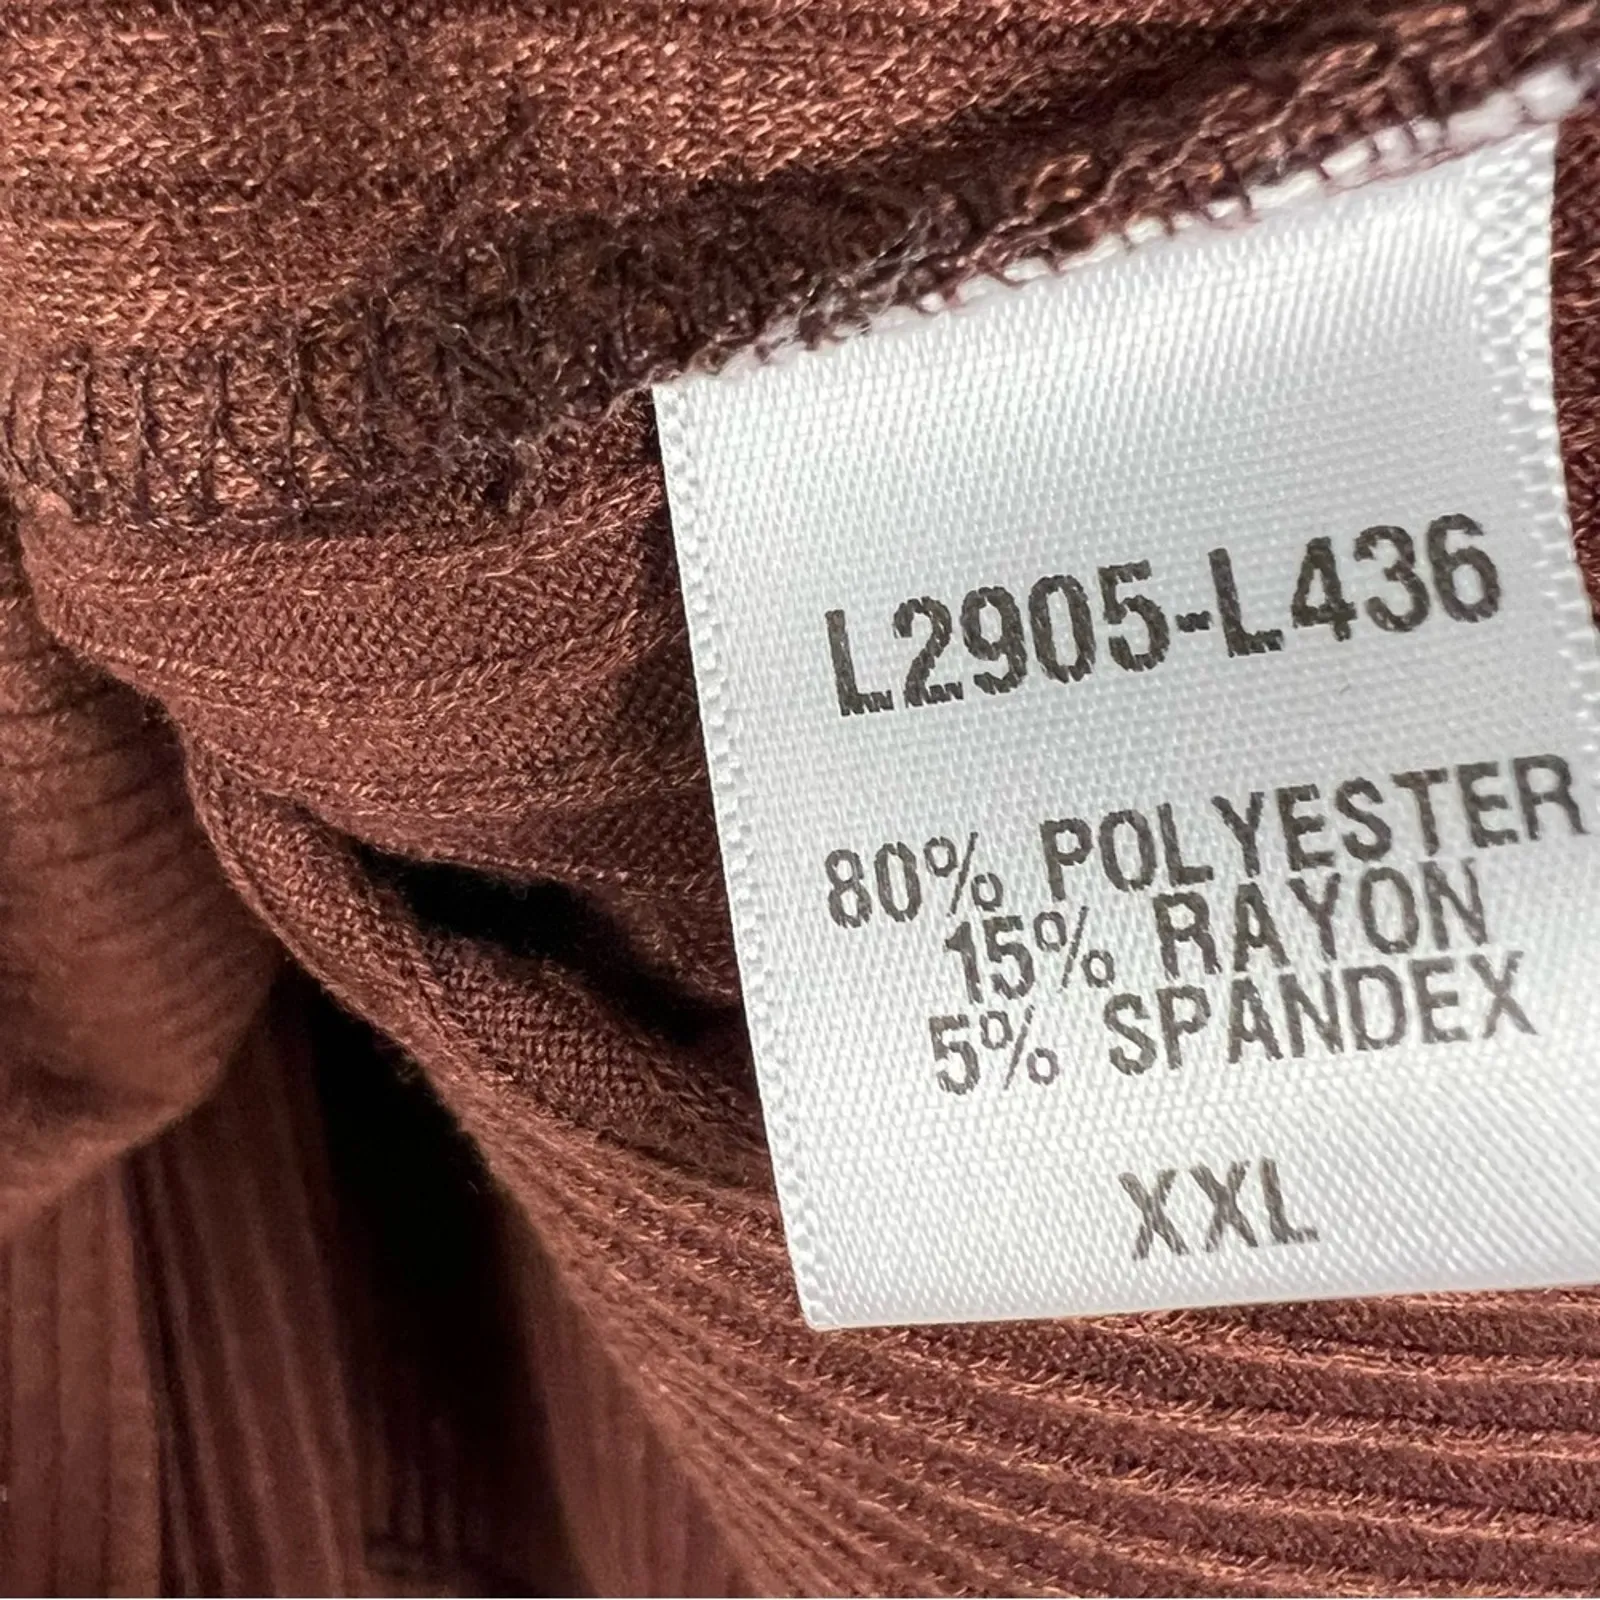 L2905-L436
80% POLYESTER
15% RAYON
5% SPANDEX
XXL